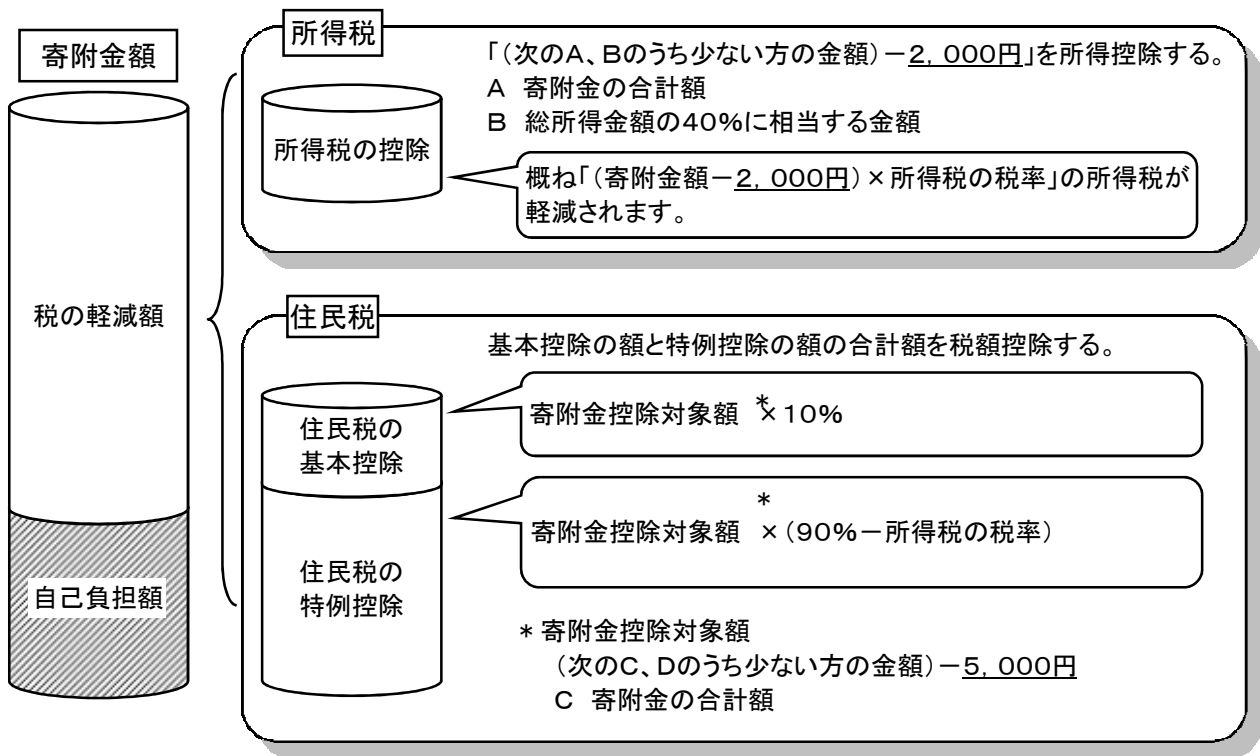 寄附金額
税の軽減額
自己負担額
所得税
「(次のA、Bのうち少ない方の金額)－2,000円」を所得控除する。
A 寄附金の合計額
B 総所得金額の40%に相当する金額
所得税の控除
概ね「(寄附金額－2,000円)×所得税の税率」の所得税が
軽減されます。
住民税
基本控除の額と特例控除の額の合計額を税額控除する。
住民税の
基本控除
寄附金控除対象額 *×10%
住民税の
特例控除
寄附金控除対象額 *×(90%－所得税の税率)
* 寄附金控除対象額
(次のC、Dのうち少ない方の金額)－5,000円
C 寄附金の合計額